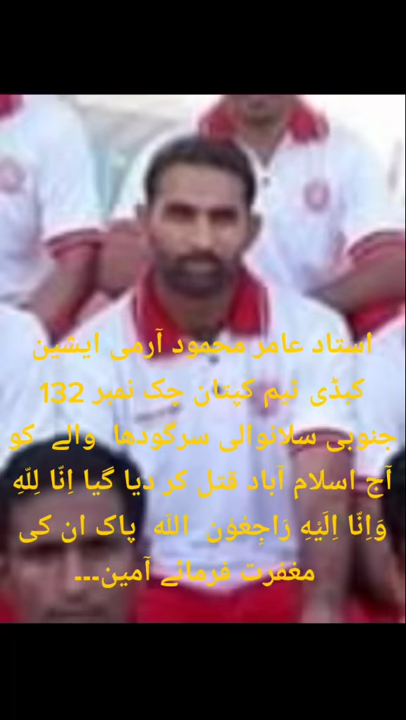 استاد عامر محمود آرمی ایشین
کبڈی ٹیم کپتان چک نمبر 132
جنوبی سلانوالی سرگودھا والے کو
آج اسلام آباد قتل کر دیا گیا اِنّا لِلّٰهِ
وَاِنّا اِلَيْهِ رَاجِعُوْن اللہ پاک ان کی
مغفرت فرمائے آمین...